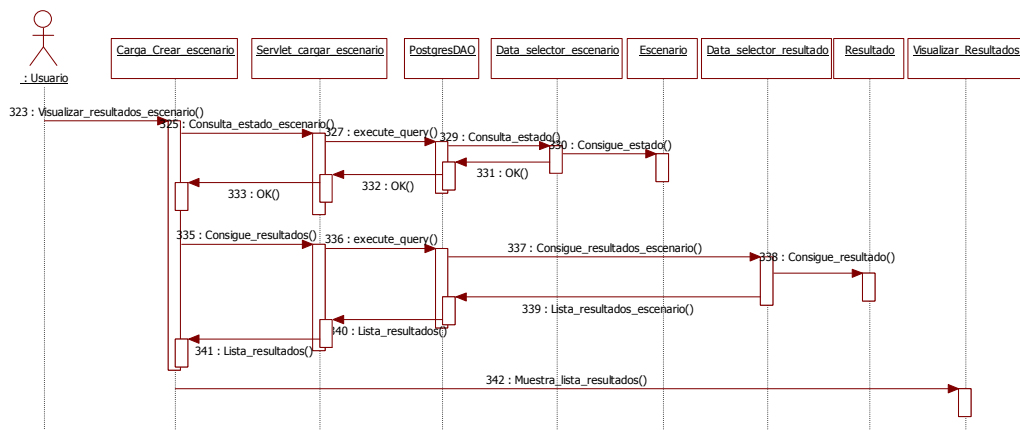 Carga_Crear_escenario
Servlet_cargar_escenario
PostgresDAO
Data_selector_escenario
Escenario
Data_selector_resultado
Resultado
Visualizar_Resultados
: Usuario
323 : Visualizar_resultados_escenario()
325 : Consulta_estado_escenario()
327 : execute_query()
329 : Consulta_estado()
330 : Consigue_estado()
331 : OK()
332 : OK()
333 : OK()
335 : Consigue_resultados()
336 : execute_query()
337 : Consigue_resultados_escenario()
338 : Consigue_resultado()
339 : Lista_resultados_escenario()
340 : Lista_resultados()
341 : Lista_resultados()
342 : Muestra_lista_resultados()